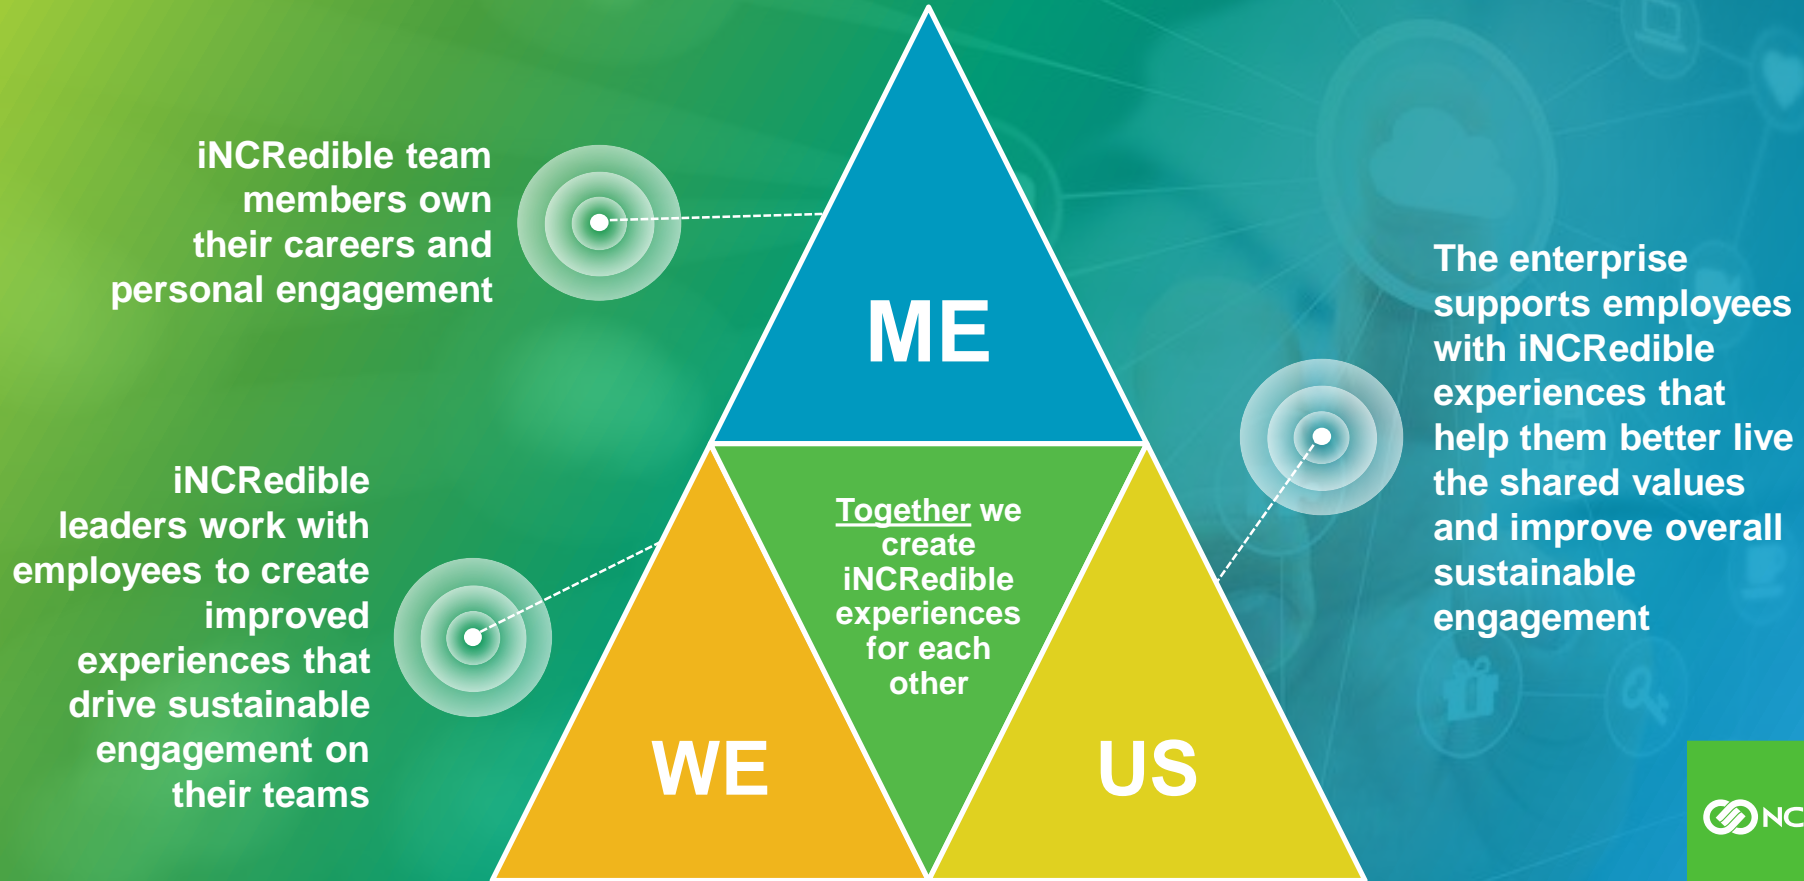 iNCRedible team
members own
their careers and
personal engagement
ME
The enterprise
supports employees
with iNCRedible
experiences that
help them better live
the shared values
and improve overall
sustainable
engagement
iNCRedible
leaders work with
employees to create
improved
experiences that
drive sustainable
engagement on
their teams
Together we
create
iNCRedible
experiences
for each
other
WE
US
NC